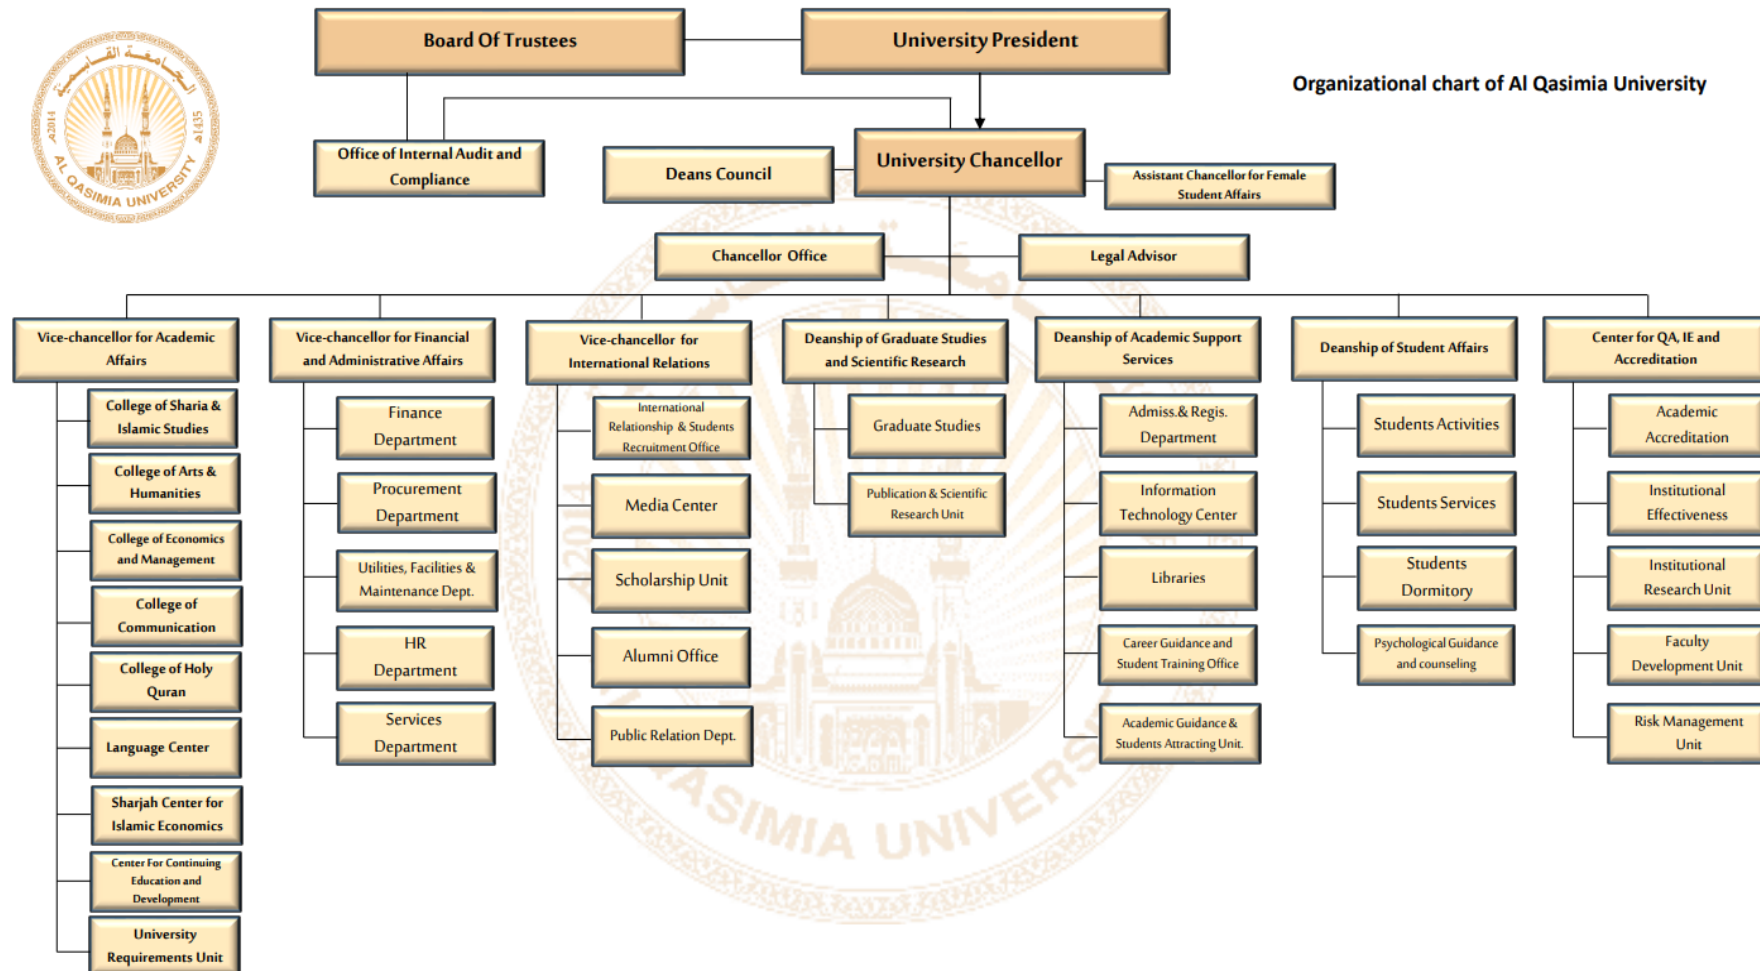 Board Of Trustees
University President
Organizational chart of Al Qasimia University
الجامعة القاسمية
2014م
1435هـ
AL QASIMIA UNIVERSITY
Office of Internal Audit and
Compliance
Deans Council
University Chancellor
Assistant Chancellor for Female
Student Affairs
Chancellor Office
Legal Advisor
Vice-chancellor for Academic
Affairs
College of Sharia &
Islamic Studies
College of Arts &
Humanities
College of Economics
and Management
College of
Communication
College of Holy
Quran
Language Center
Sharjah Center for
Islamic Economics
Center For Continuing
Education and
Development
University
Requirements Unit
Vice-chancellor for Financial
and Administrative Affairs
Finance
Department
Procurement
Department
Utilities, Facilities &
Maintenance Dept.
HR
Department
Services
Department
Vice-chancellor for
International Relations
International
Relationship & Students
Recruitment Office
Media Center
Scholarship Unit
Alumni Office
Public Relation Dept.
Deanship of Graduate Studies
and Scientific Research
Graduate Studies
Publication & Scientific
Research Unit
Deanship of Academic Support
Services
Admiss.& Regis.
Department
Information
Technology Center
Libraries
Career Guidance and
Student Training Office
Academic Guidance &
Students Attracting Unit.
Deanship of Student Affairs
Students Activities
Students Services
Students
Dormitory
Psychological Guidance
and counseling
Center for QA, IE and
Accreditation
Academic
Accreditation
Institutional
Effectiveness
Institutional
Research Unit
Faculty
Development Unit
Risk Management
Unit